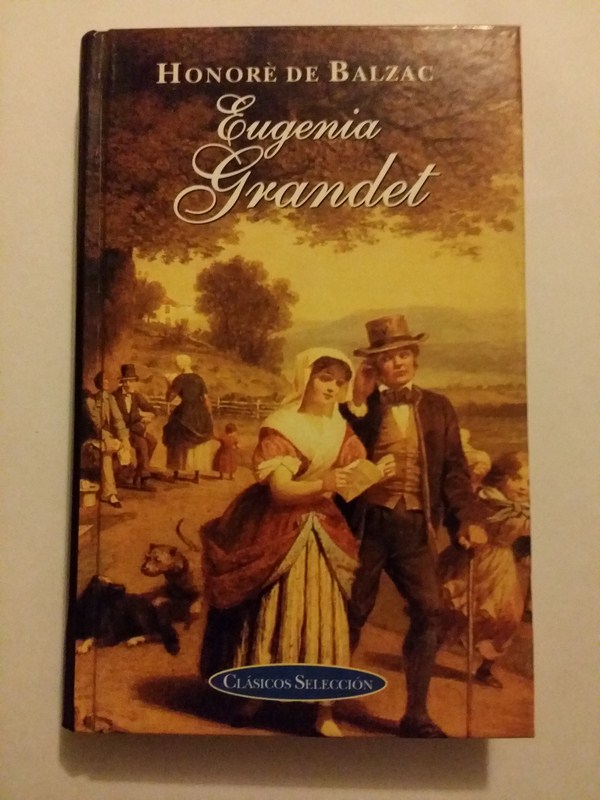 HONORÈ DE BALZAC
Eugenia
Grandet
CLÁSICOS SELECCIÓN